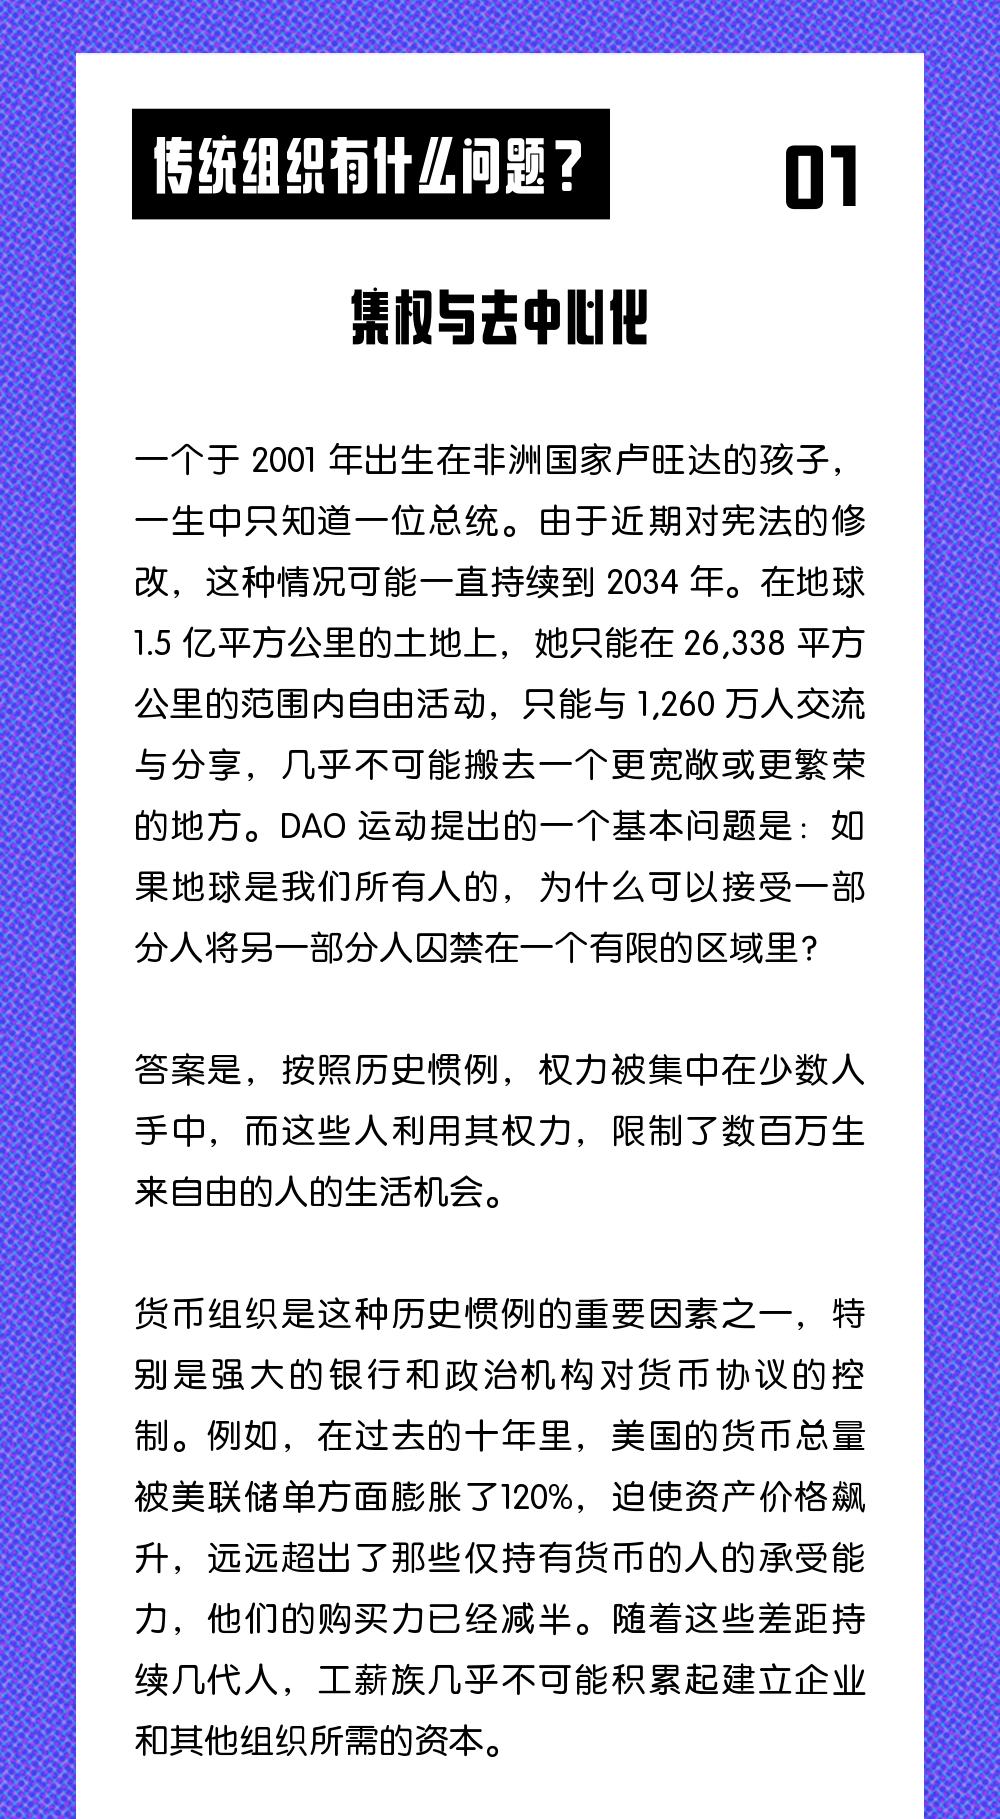 传统组织有什么问题？
01
集权与去中心化
一个于 2001 年出生在非洲国家卢旺达的孩子，
一生中只知道一位总统。由于近期对宪法的修
改，这种情况可能一直持续到 2034 年。在地球
1.5 亿平方公里的土地上，她只能在 26,338 平方
公里的范围内自由活动，只能与 1,260 万人交流
与分享，几乎不可能搬去一个更宽敞或更繁荣
的地方。DAO 运动提出的一个基本问题是：如
果地球是我们所有人的，为什么可以接受一部
分人将另一部分人囚禁在一个有限的区域里？
答案是，按照历史惯例，权力被集中在少数人
手中，而这些人利用其权力，限制了数百万生
来自由的人的生活机会。
货币组织是这种历史惯例的重要因素之一，特
别是强大的银行和政治机构对货币协议的控
制。例如，在过去的十年里，美国的货币总量
被美联储单方面膨胀了120%，迫使资产价格飙
升，远远超出了那些仅持有货币的人的承受能
力，他们的购买力已经减半。随着这些差距持
续几代人，工薪族几乎不可能积累起建立企业
和其他组织所需的资本。